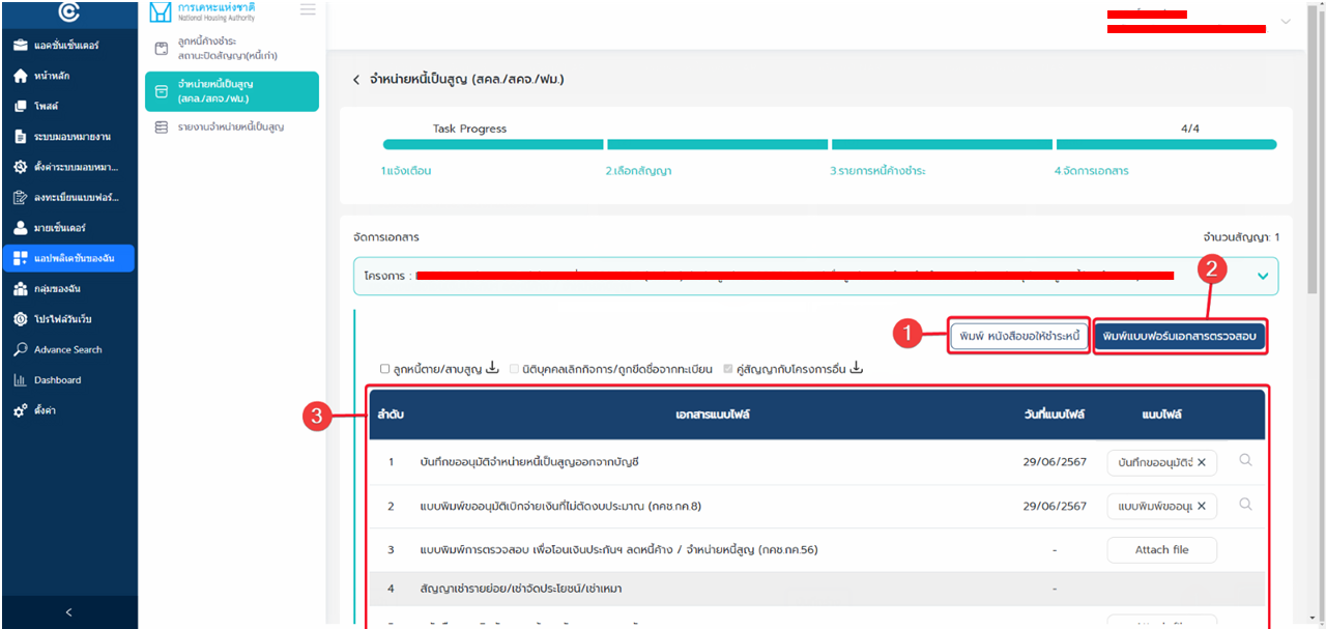 การเคหะแห่งชาติ
National Housing Authority
แอคชั่นเซ็นเตอร์
หน้าหลัก
โพสต์
ระบบมอบหมายงาน
ตั้งค่าระบบมอบหมา...
ลงทะเบียนแบบฟอร์...
มายเซ็นเตอร์
แอปพลิเคชันของฉัน
กลุ่มของฉัน
โปรไฟล์วันเว็บ
Advance Search
Dashboard
ตั้งค่า
<
ลูกหนี้ค้างชำระ
สถานะปิดสัญญา(หนี้เก่า)
จำหน่ายหนี้เป็นสูญ
(สคล./สคจ./ฟม.)
รายงานจำหน่ายหนี้เป็นสูญ
< จำหน่ายหนี้เป็นสูญ (สคล./สคจ./ฟม.)
Task Progress 4/4
1 แจ้งเตือน 2.เลือกสัญญา 3 รายการหนี้ค้างชำระ 4 จัดการเอกสาร
จัดการเอกสาร จำนวนสัญญา: 1
โครงการ :
2
1
พิมพ์ หนังสือขอให้ชำระหนี้ พิมพ์แบบฟอร์มเอกสารตรวจสอบ
ลูกหนี้ตาย/สาบสูญ นิติบุคคลเลิกกิจการ/ถูกขีดชื่อจากทะเบียน คู่สัญญากับโครงการอื่น
3
ลำดับ เอกสารแนบไฟล์ วันที่แนบไฟล์ แนบไฟล์
1 บันทึกขออนุมัติจำหน่ายหนี้เป็นสูญออกจากบัญชี 29/06/2567 บันทึกขออนุมัติจํ ×
2 แบบพิมพ์ขออนุมัติเบิกจ่ายเงินที่ไม่ตัดงบประมาณ (กคช.กค.8) 29/06/2567 แบบพิมพ์ขออนุเ ×
3 แบบพิมพ์การตรวจสอบ เพื่อโอนเงินประกันฯ ลดหนี้ค้าง / จำหน่ายหนี้สูญ (กคช.กค.56) - Attach file
4 สัญญาเช่ารายย่อย/เช่าจัดประโยชน์/เช่าเหมา -